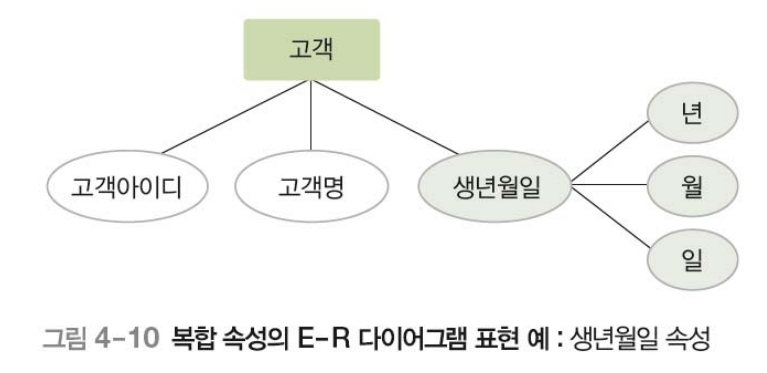 고객
고객아이디
고객명
생년월일
년
월
일
그림 4-10 복합 속성의 E-R 다이어그램 표현 예 : 생년월일 속성